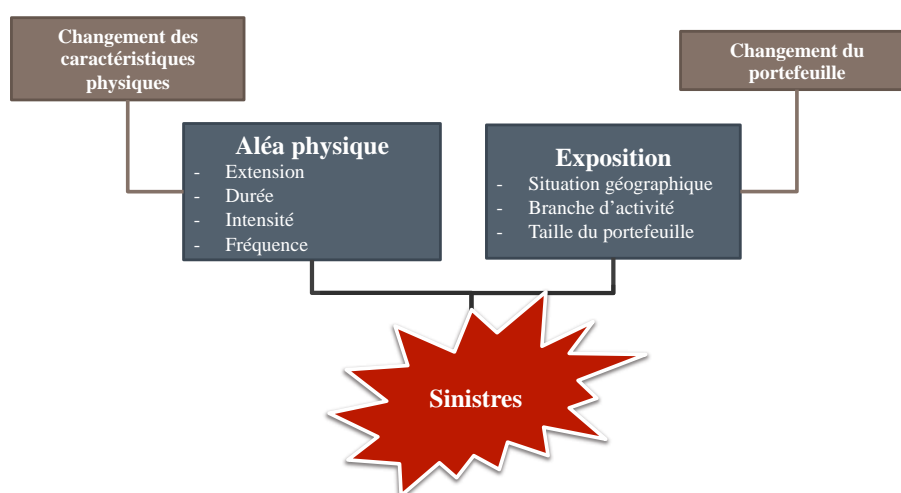 Changement des
caractéristiques
physiques
Changement du
portefeuille
Aléa physique
- Extension
- Durée
- Intensité
- Fréquence
Exposition
- Situation géographique
- Branche d’activité
- Taille du portefeuille
Sinistres